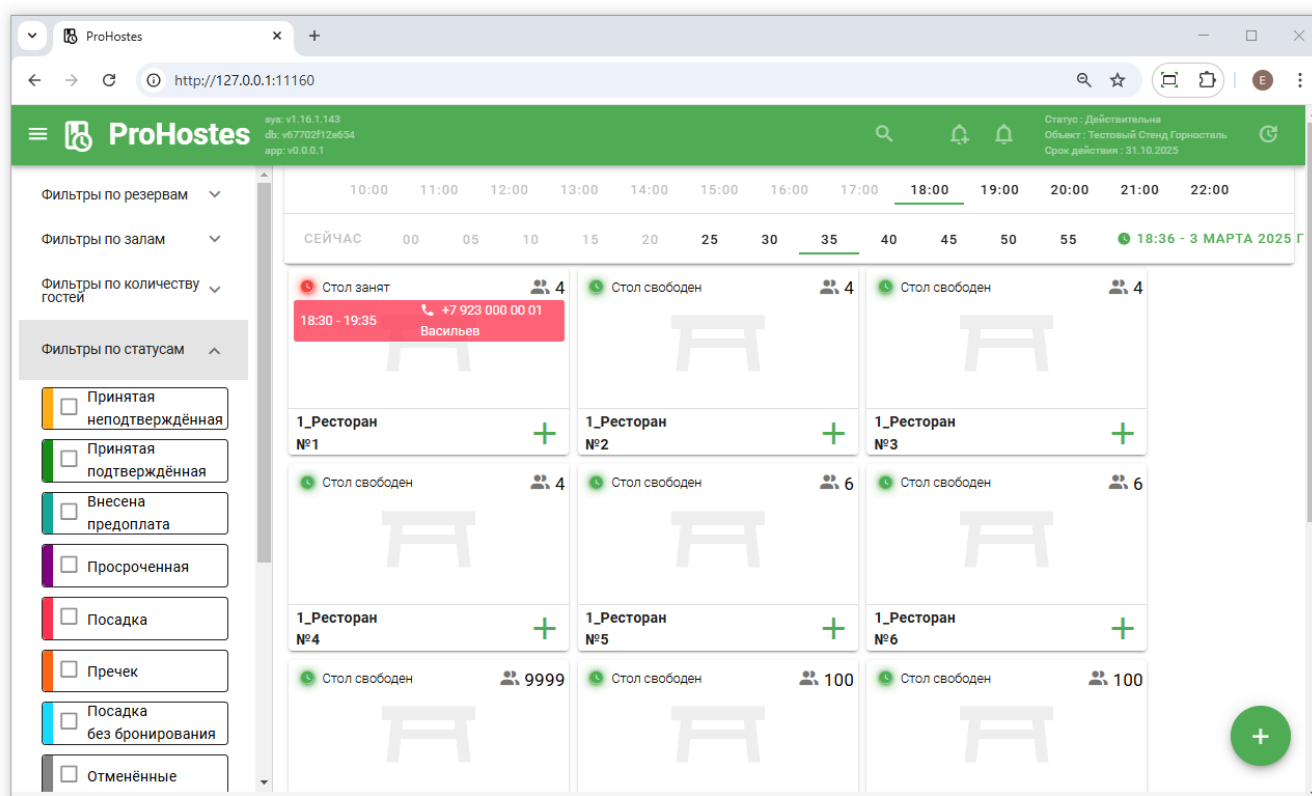 ProHostes
http://127.0.0.1:11160
E
ProHostes
sys: v1.16.1.143
db: v67702f12e654
app: v0.0.0.1
Статус : Действительна
Объект : Тестовый Стенд Горносталь
Срок действия : 31.10.2025
Фильтры по резервам
Фильтры по залам
Фильтры по количеству
гостей
Фильтры по статусам
Принятая
неподтверждённая
Принятая
подтверждённая
Внесена
предоплата
Просроченная
Посадка
Пречек
Посадка
без бронирования
Отменённые
10:00 11:00 12:00 13:00 14:00 15:00 16:00 17:00 18:00 19:00 20:00 21:00 22:00
СЕЙЧАС 00 05 10 15 20 25 30 35 40 45 50 55 18:36 - 3 МАРТА 2025 Г
Стол занят 4
18:30 - 19:35
+7 923 000 00 01
Васильев
1_Ресторан
№1
Стол свободен 4
1_Ресторан
№2
Стол свободен 4
1_Ресторан
№3
Стол свободен 4
1_Ресторан
№4
Стол свободен 6
1_Ресторан
№5
Стол свободен 6
1_Ресторан
№6
Стол свободен 9999
Стол свободен 100
Стол свободен 100